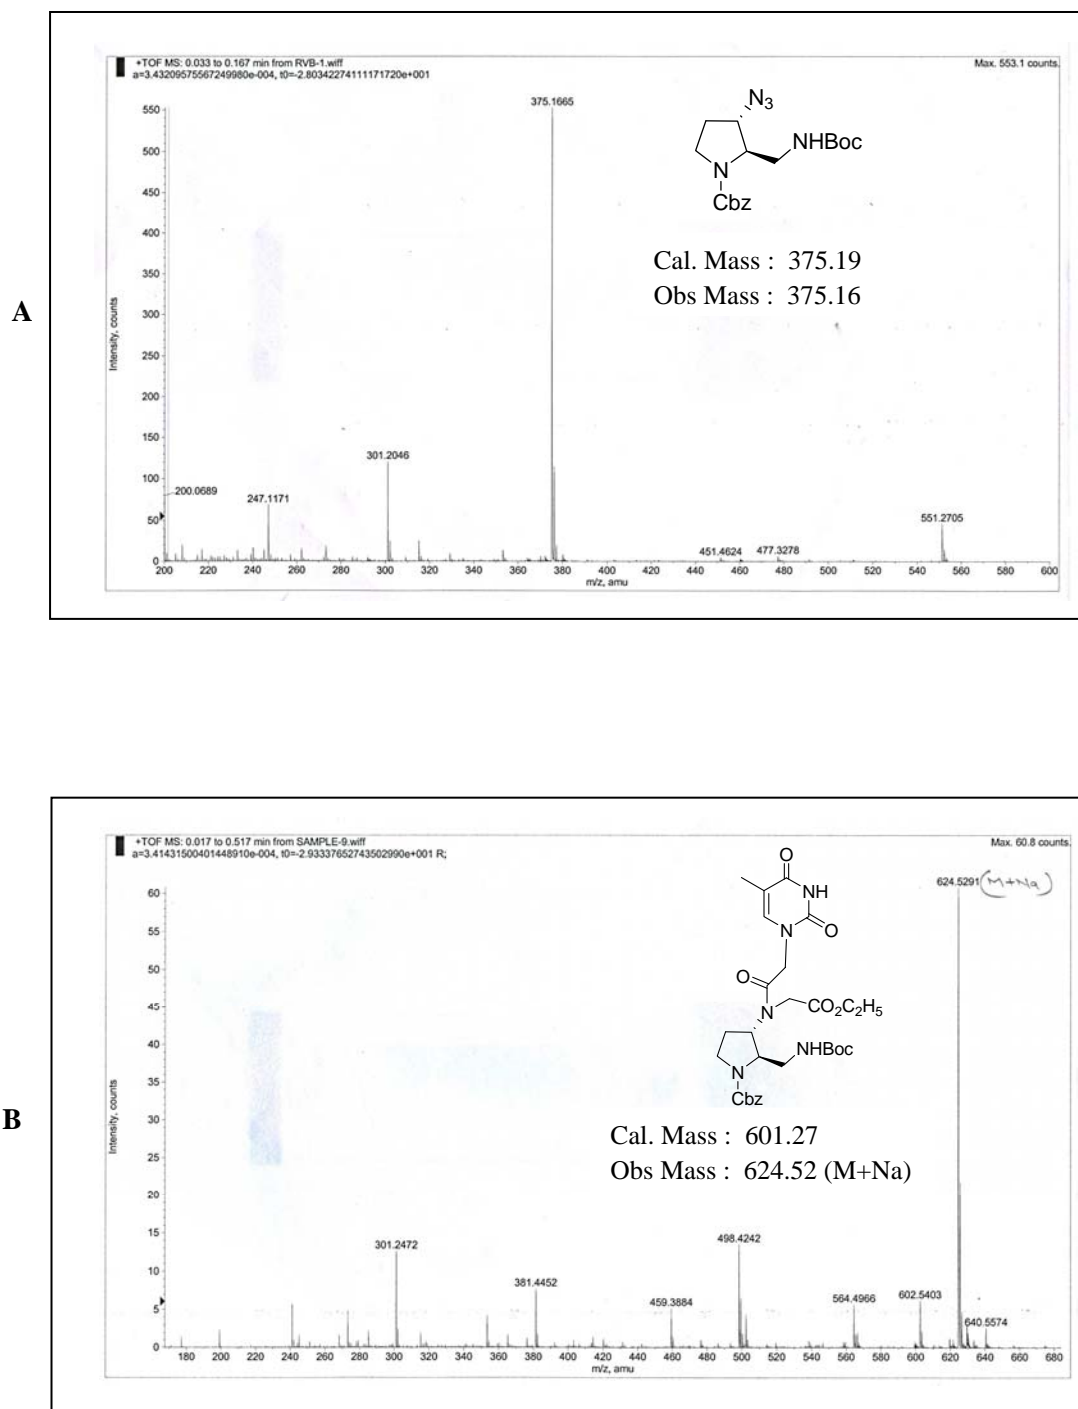 +TOF MS: 0.033 to 0.167 min from RVB-1.wiff
Max. 553.1 counts.
a=3.43209575567249980e-004, t0=-2.80342274111171720e+001
N3
NHBoc
N
Cbz
Cal. Mass : 375.19
Obs Mass : 375.16
A
Intensity, counts
550
500
450
400
350
300
250
200
150
100
50
0
375.1665
301.2046
200.0689
247.1171
451.4624
477.3278
551.2705
200 220 240 260 280 300 320 340 360 380 400 420 440 460 480 500 520 540 560 580 600
m/z, amu
+TOF MS: 0.017 to 0.517 min from SAMPLE-9.wiff
Max. 60.8 counts.
a=3.41431500401448910e-004, t0=-2.93337652743502990e+001 R;
624.5291 (M+Na)
O
NH
N
O
O
N
CO2C2H5
NHBoc
N
Cbz
Cal. Mass : 601.27
Obs Mass : 624.52 (M+Na)
B
Intensity, counts
60
55
50
45
40
35
30
25
20
15
10
5
0
301.2472
381.4452
459.3884
498.4242
564.4966
602.5403
640.5574
180 200 220 240 260 280 300 320 340 360 380 400 420 440 460 480 500 520 540 560 580 600 620 640 660 680
m/z, amu